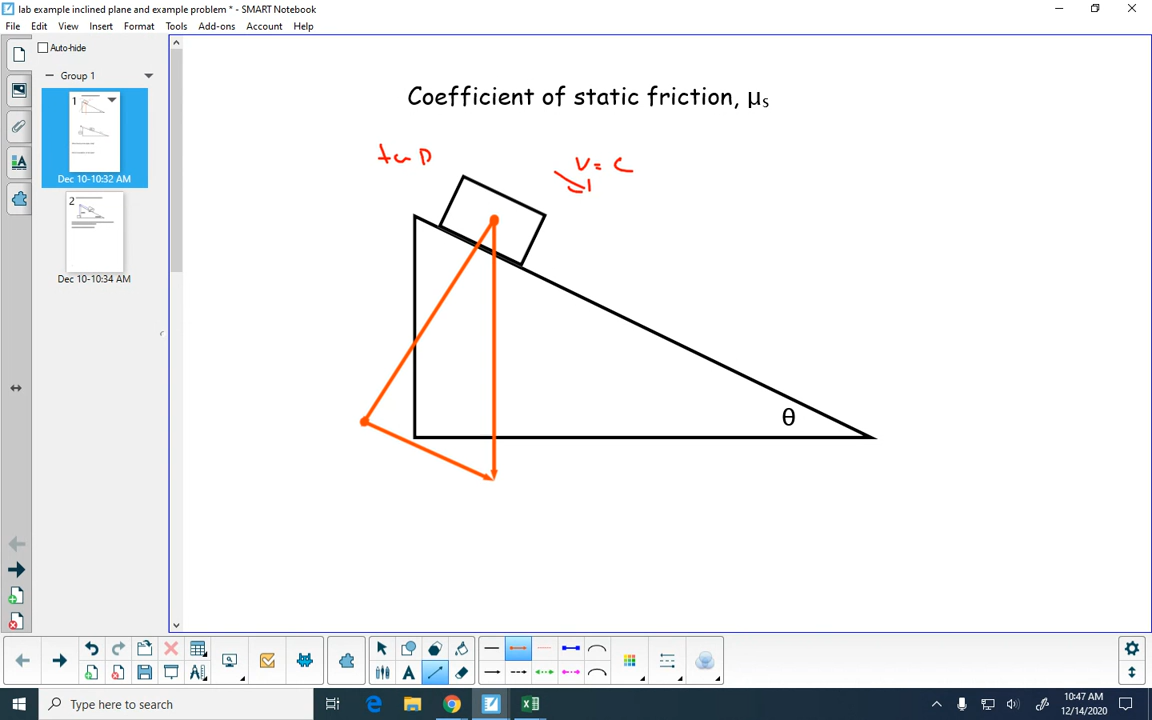 lab example inclined plane and example problem * - SMART Notebook
File Edit View Insert Format Tools Add-ons Account Help
Auto-hide
Group 1
1
Dec 10-10:32 AM
2
Dec 10-10:34 AM
Coefficient of static friction, μs
v = c
θ
A
Type here to search
10:47 AM
12/14/2020